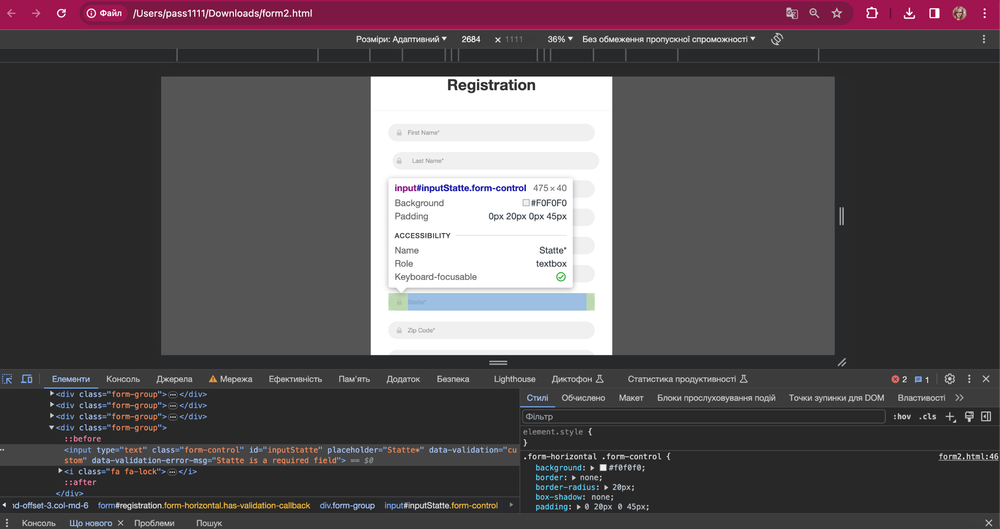 Файл /Users/pass1111/Downloads/form2.html
Розміри: Адаптивний 2684 × 1111 36% Без обмеження пропускної спроможності
Registration
First Name*
Last Name*
input#inputStatte.form-control 475 × 40
Background #F0F0F0
Padding 0px 20px 0px 45px
ACCESSIBILITY
Name Statte*
Role textbox
Keyboard-focusable
Statte*
Zip Code*
Елементи Консоль Джерела Мережа Ефективність Пам'ять Додаток Безпека Lighthouse Диктофон Статистика продуктивності 2 1
<div class="form-group">…</div>
<div class="form-group">…</div>
<div class="form-group">…</div>
<div class="form-group">
::before
<input type="text" class="form-control" id="inputStatte" placeholder="Statte*" data-validation="cu
stom" data-validation-error-msg="Statte is a required field"> == $0
<i class="fa fa-lock">…</i>
::after
</div>
nd-offset-3.col-md-6 form#registration.form-horizontal.has-validation-callback div.form-group input#inputStatte.form-control
Стилі Обчислено Макет Блоки прослуховування подій Точки зупинки для DOM Властивості
Фільтр :hov .cls
element.style {
}
.form-horizontal .form-control { form2.html:46
background: #f0f0f0;
border: none;
border-radius: 20px;
box-shadow: none;
padding: 0 20px 0 45px;
Консоль Що нового Проблеми Пошук